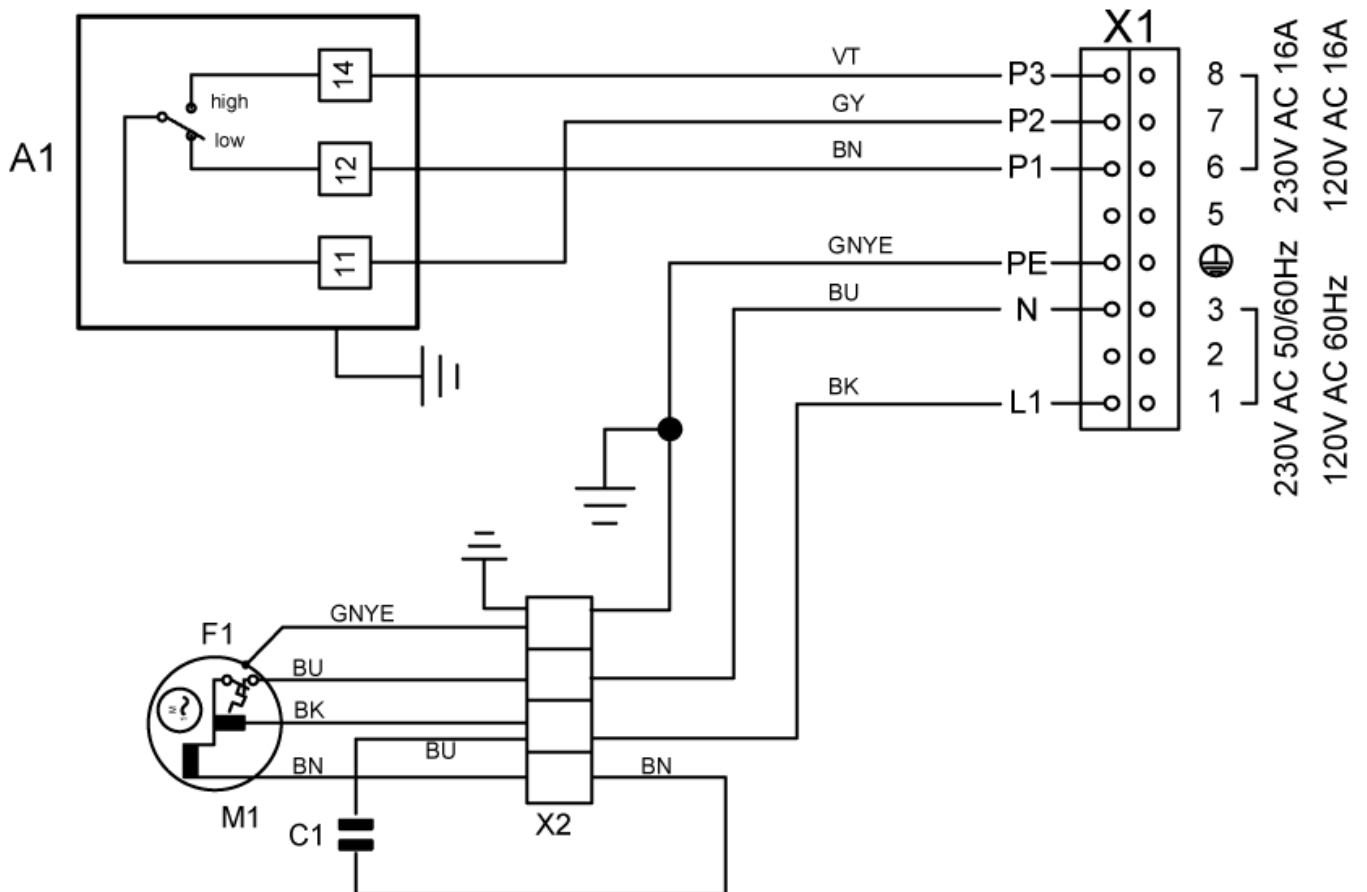 X1
A1
14
12
11
high
low
VT
GY
BN
P3
P2
P1
GNYE
PE
BU
N
BK
L1
8
7
6
5
3
2
1
230V AC 16A
120V AC 16A
230V AC 50/60Hz
120V AC 60Hz
F1
GNYE
BU
BK
BU
BN
BN
M1
C1
X2
M